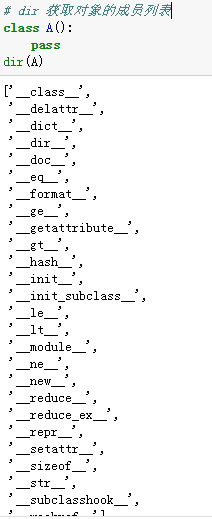 # dir 获取对象的成员列表
class A():
    pass
dir(A)
['__class__',
 '__delattr__',
 '__dict__',
 '__dir__',
 '__doc__',
 '__eq__',
 '__format__',
 '__ge__',
 '__getattribute__',
 '__gt__',
 '__hash__',
 '__init__',
 '__init_subclass__',
 '__le__',
 '__lt__',
 '__module__',
 '__ne__',
 '__new__',
 '__reduce__',
 '__reduce_ex__',
 '__repr__',
 '__setattr__',
 '__sizeof__',
 '__str__',
 '__subclasshook__',